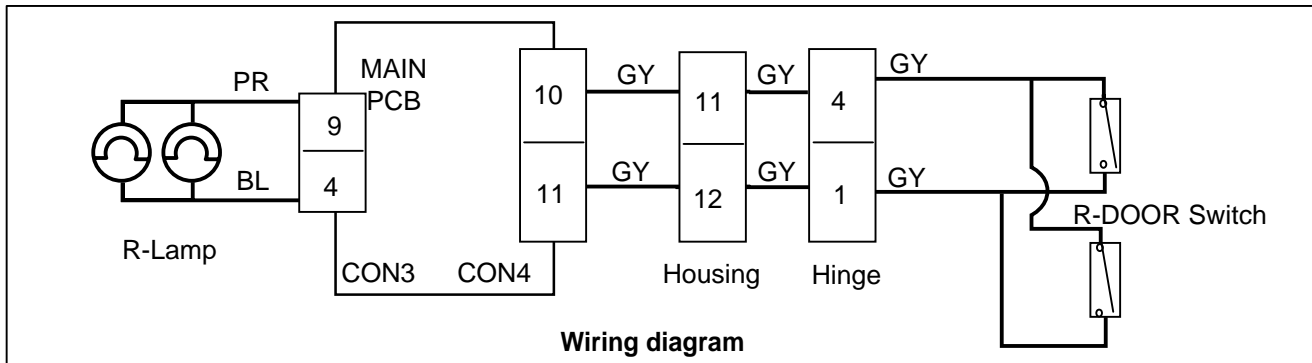 MAIN
PCB
PR
9
4
BL
R-Lamp
CON3
CON4
10
11
GY
GY
11
12
GY
GY
4
1
GY
GY
Housing
Hinge
R-DOOR Switch
Wiring diagram